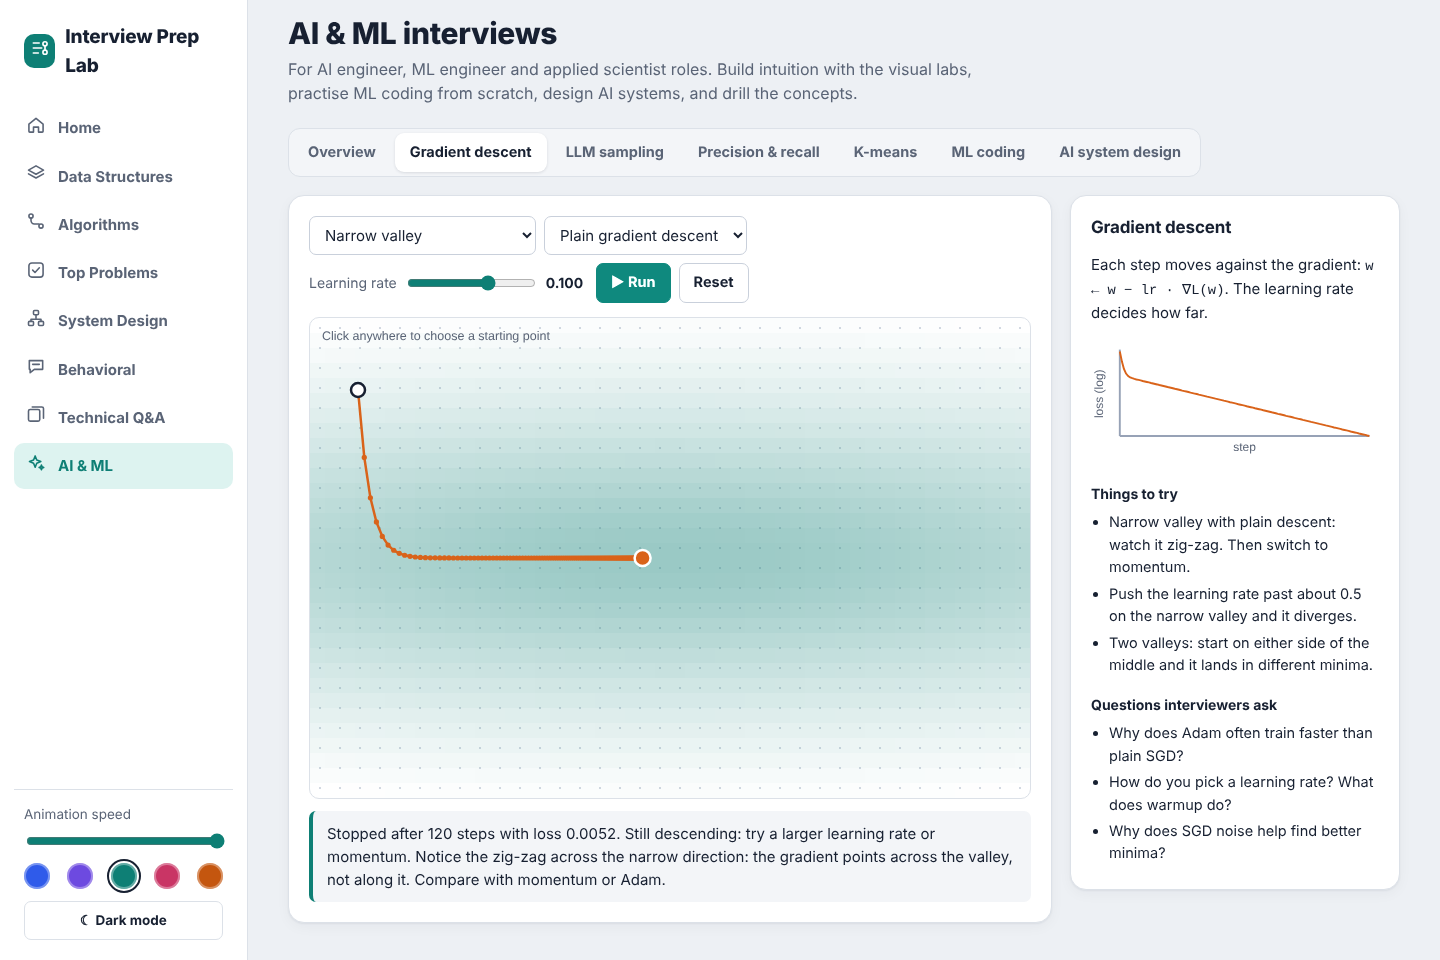 Interview Prep
Lab
Home
Data Structures
Algorithms
Top Problems
System Design
Behavioral
Technical Q&A
AI & ML
Animation speed
☾ Dark mode
AI & ML interviews
For AI engineer, ML engineer and applied scientist roles. Build intuition with the visual labs,
practise ML coding from scratch, design AI systems, and drill the concepts.
Overview
Gradient descent
LLM sampling
Precision & recall
K-means
ML coding
AI system design
Narrow valley
Plain gradient descent
Learning rate
0.100
▶ Run
Reset
Click anywhere to choose a starting point
Stopped after 120 steps with loss 0.0052. Still descending: try a larger learning rate or
momentum. Notice the zig-zag across the narrow direction: the gradient points across the valley,
not along it. Compare with momentum or Adam.
Gradient descent
Each step moves against the gradient: w
← w − lr · ∇L(w). The learning rate
decides how far.
loss (log)
step
Things to try
• Narrow valley with plain descent:
watch it zig-zag. Then switch to
momentum.
• Push the learning rate past about 0.5
on the narrow valley and it diverges.
• Two valleys: start on either side of the
middle and it lands in different minima.
Questions interviewers ask
• Why does Adam often train faster than
plain SGD?
• How do you pick a learning rate? What
does warmup do?
• Why does SGD noise help find better
minima?